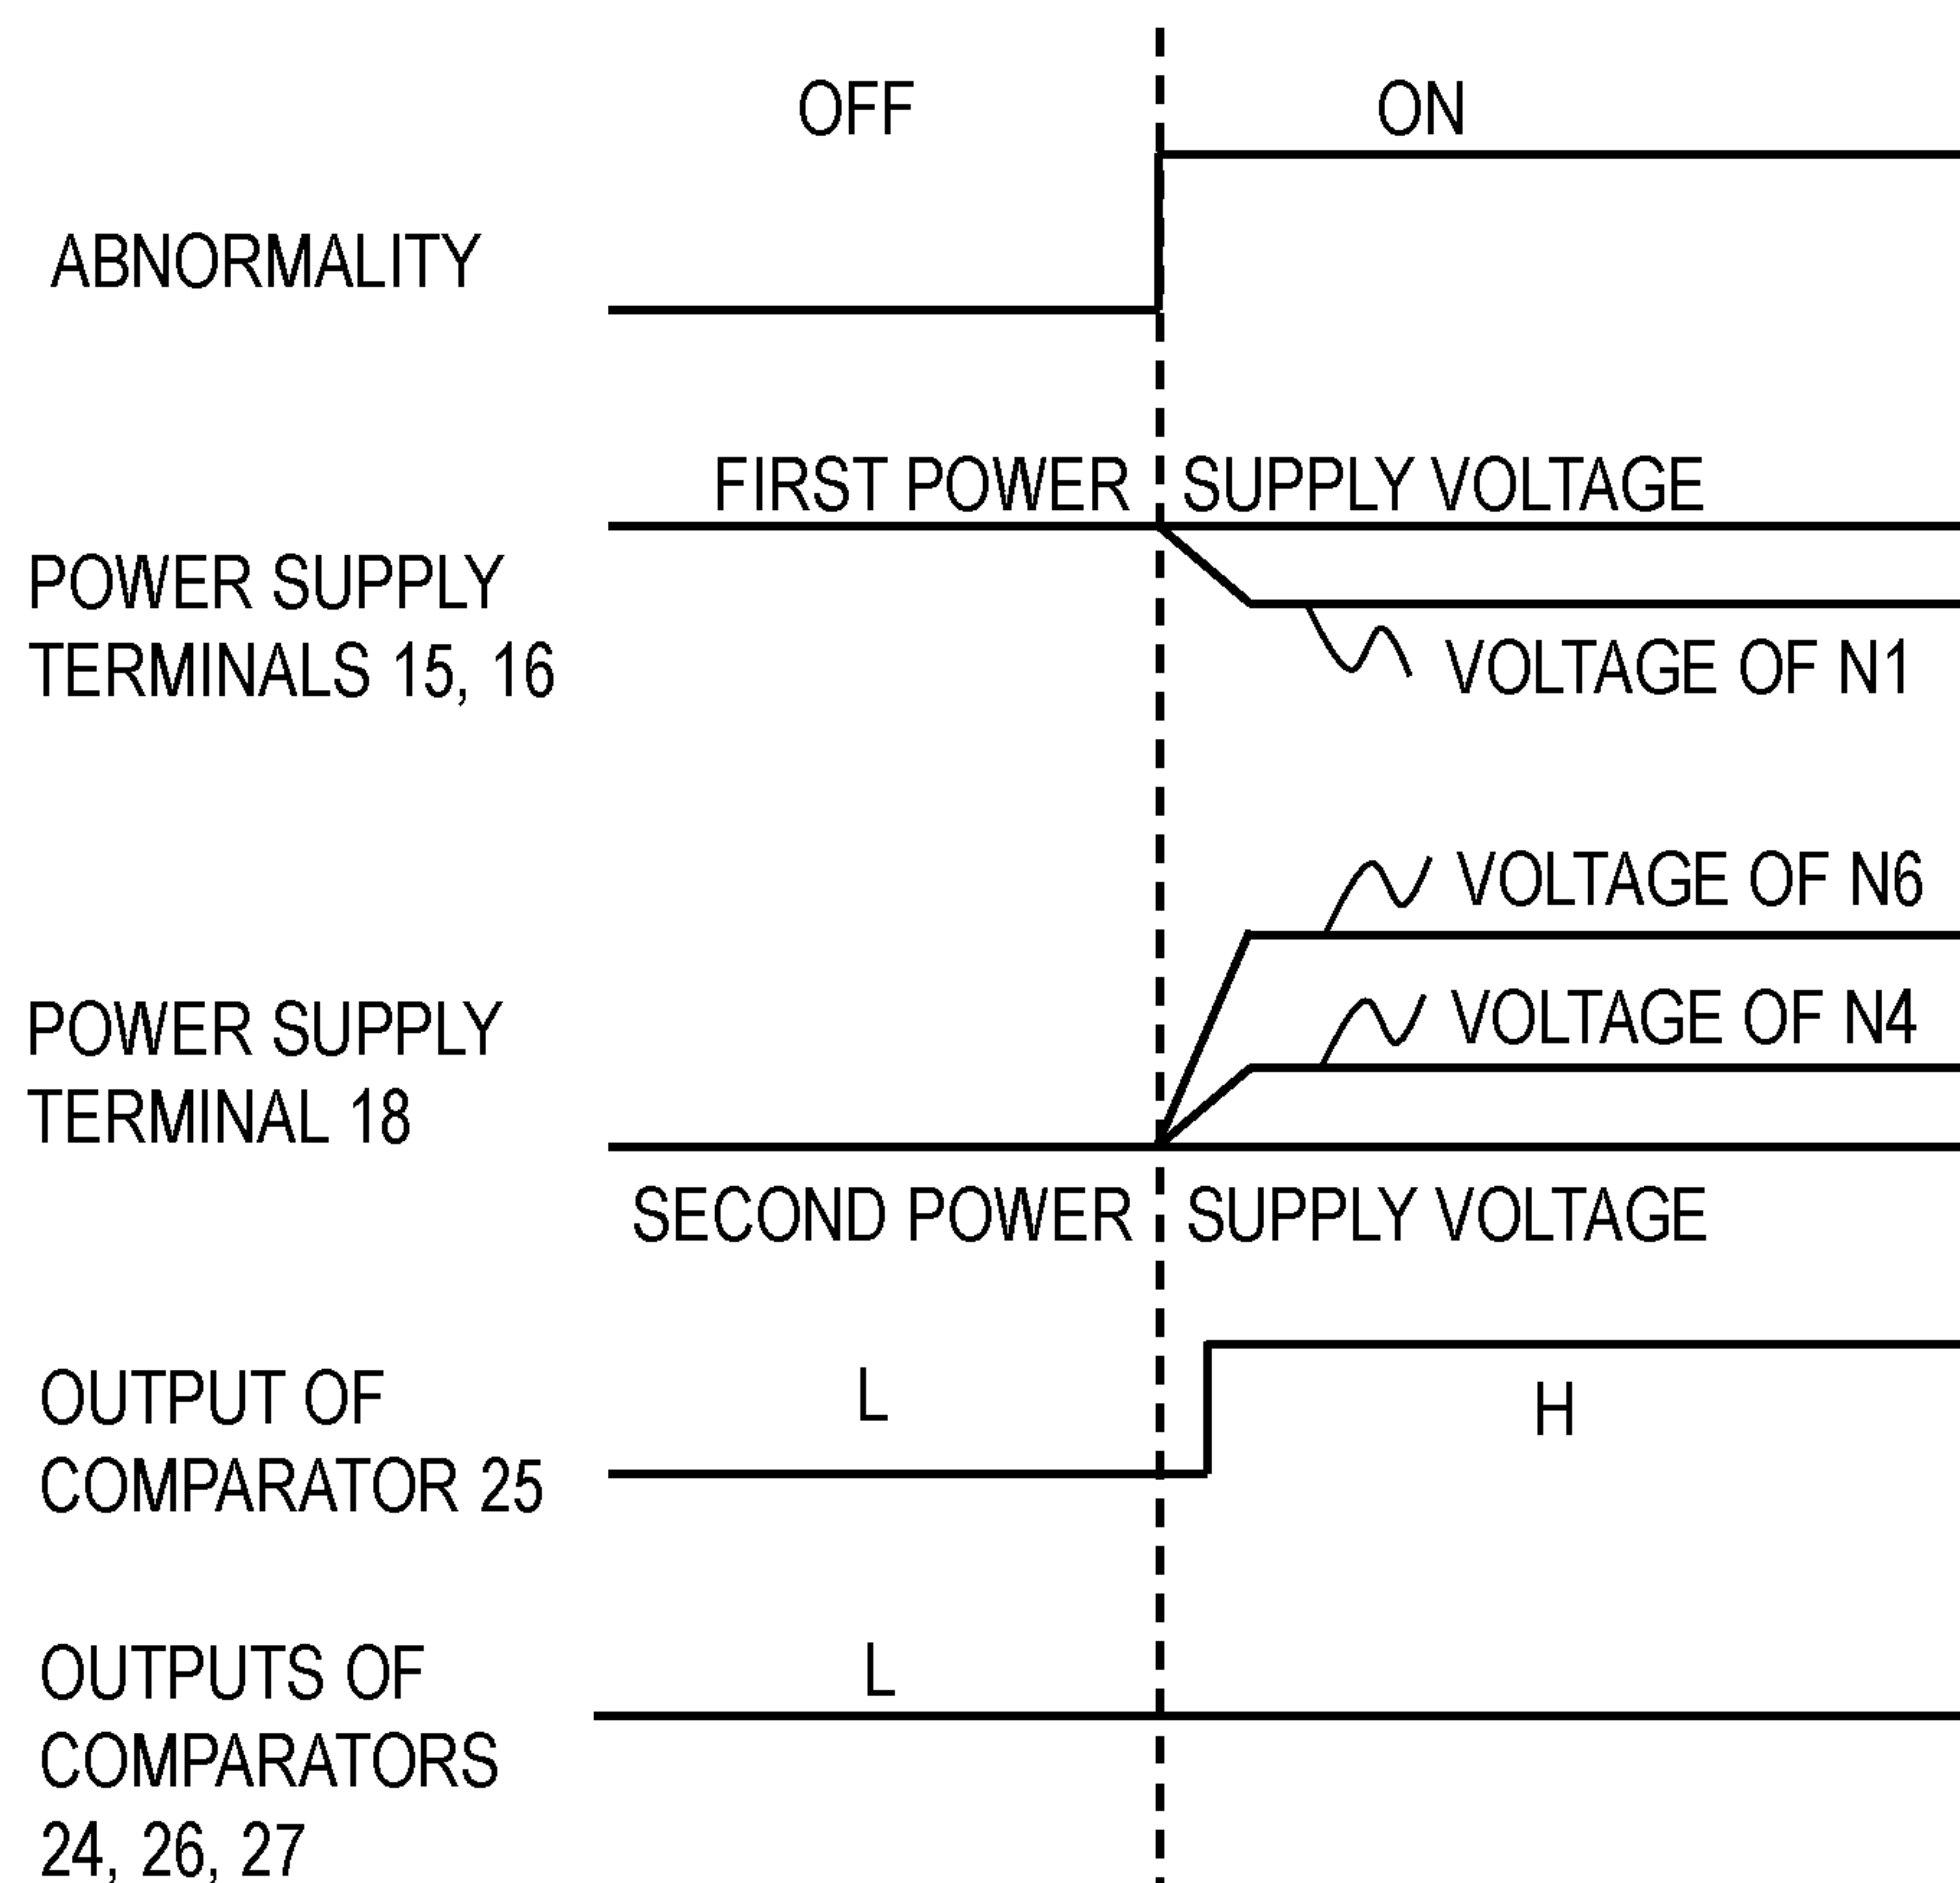 OFF
ON
ABNORMALITY
FIRST POWER SUPPLY VOLTAGE
POWER SUPPLY
TERMINALS 15, 16
VOLTAGE OF N1
VOLTAGE OF N6
VOLTAGE OF N4
POWER SUPPLY
TERMINAL 18
SECOND POWER SUPPLY VOLTAGE
OUTPUT OF
COMPARATOR 25
L
H
OUTPUTS OF
COMPARATORS
24, 26, 27
L